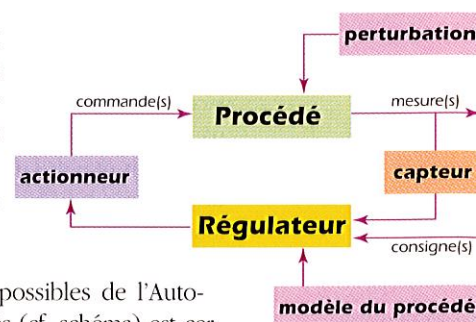 perturbation
commande(s)
mesure(s)
Procédé
actionneur
capteur
Régulateur
consigne(s)
possibles de l'Auto-
(cf. schéma) est cor
modèle du procédé